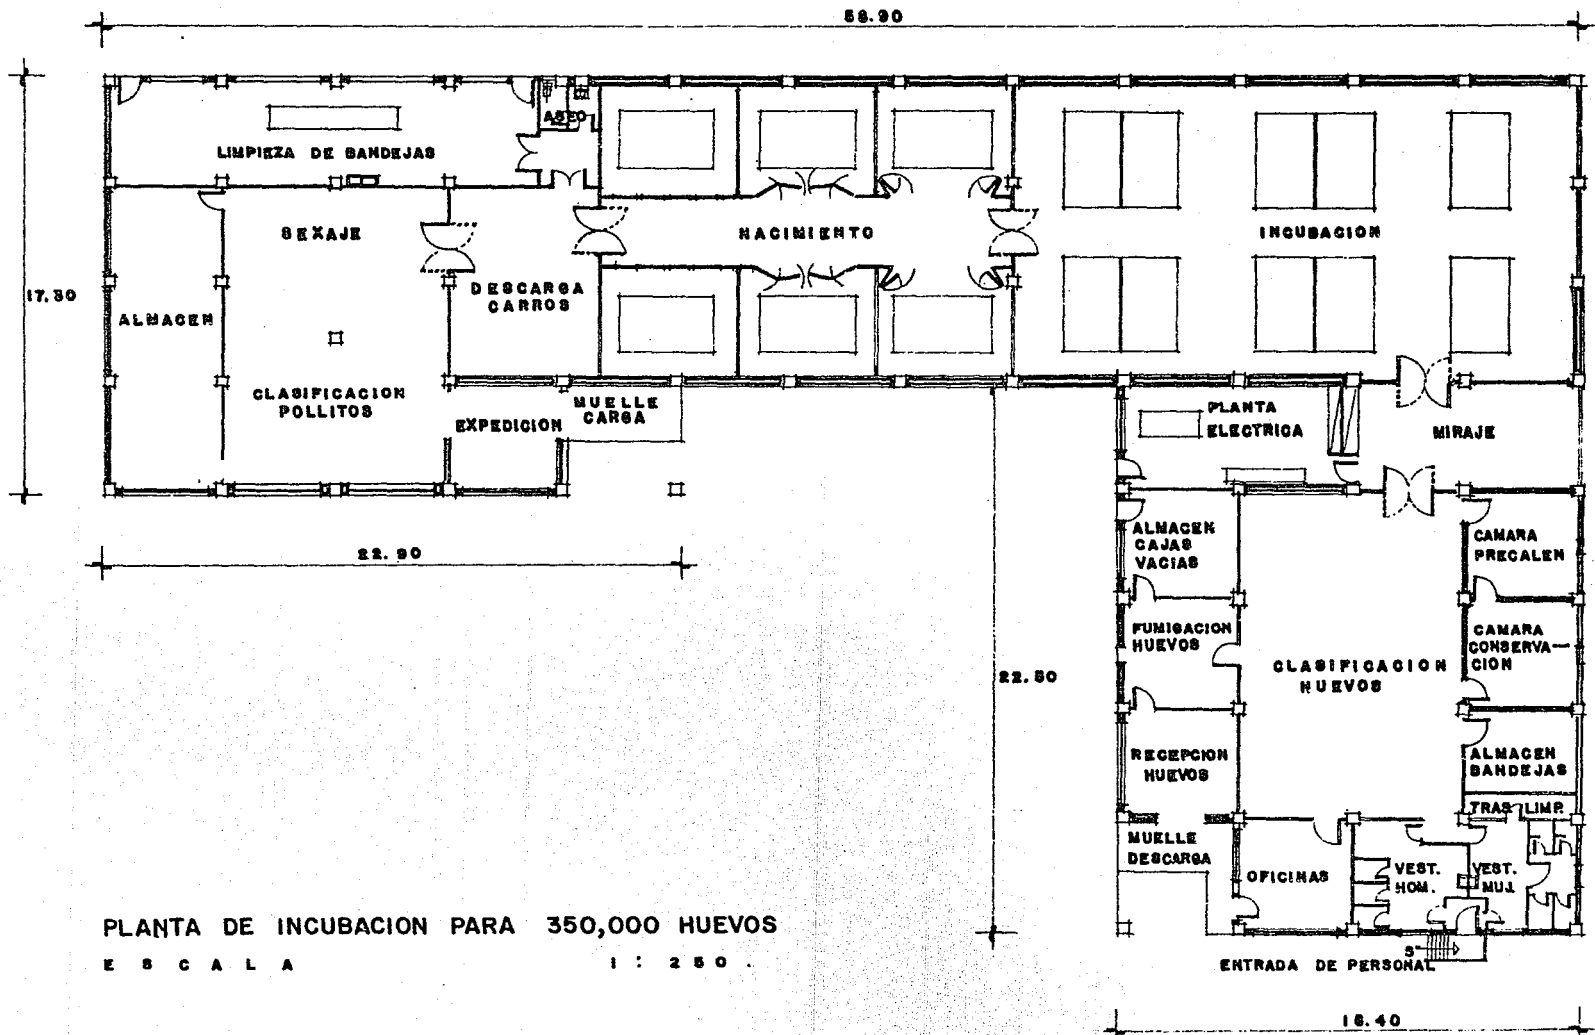 58.90
ASEO
LIMPIEZA DE BANDEJAS
SEXAJE
NACIMIENTO
INCUBACION
17.30
DESCARGA
CARROS
ALMACEN
CLASIFICACION
POLLITOS
MUELLE
CARGA
EXPEDICION
PLANTA
ELECTRICA
MIRAJE
22.90
ALMACEN
CAJAS
VACIAS
CAMARA
PRECALEN
FUMIGACION
HUEVOS
CAMARA
CONSERVA—
CION
CLASIFICACION
HUEVOS
22.50
RECEPCION
HUEVOS
ALMACEN
BANDEJAS
TRAS LIMP.
MUELLE
DESCARGA
OFICINAS
VEST.
HOM.
VEST.
MUJ.
PLANTA DE INCUBACION PARA 350,000 HUEVOS
ESCALA 1:250.
S
ENTRADA DE PERSONAL
18.40